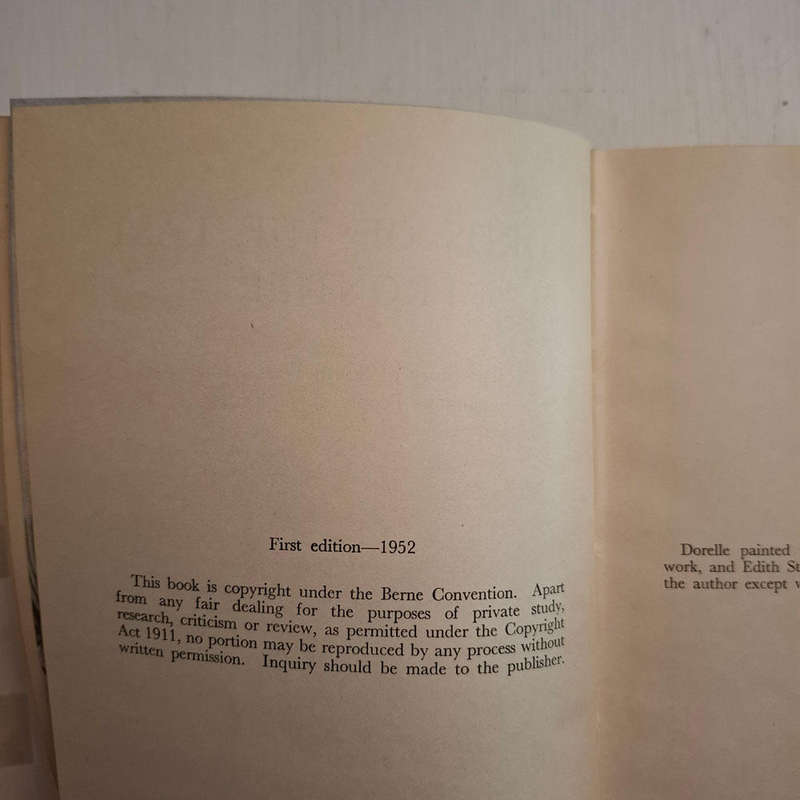 First edition—1952
This book is copyright under the Berne Convention. Apart
from any fair dealing for the purposes of private study,
research, criticism or review, as permitted under the Copyright
Act 1911, no portion may be reproduced by any process without
written permission. Inquiry should be made to the publisher.
Dorelle painted
work, and Edith
the author except